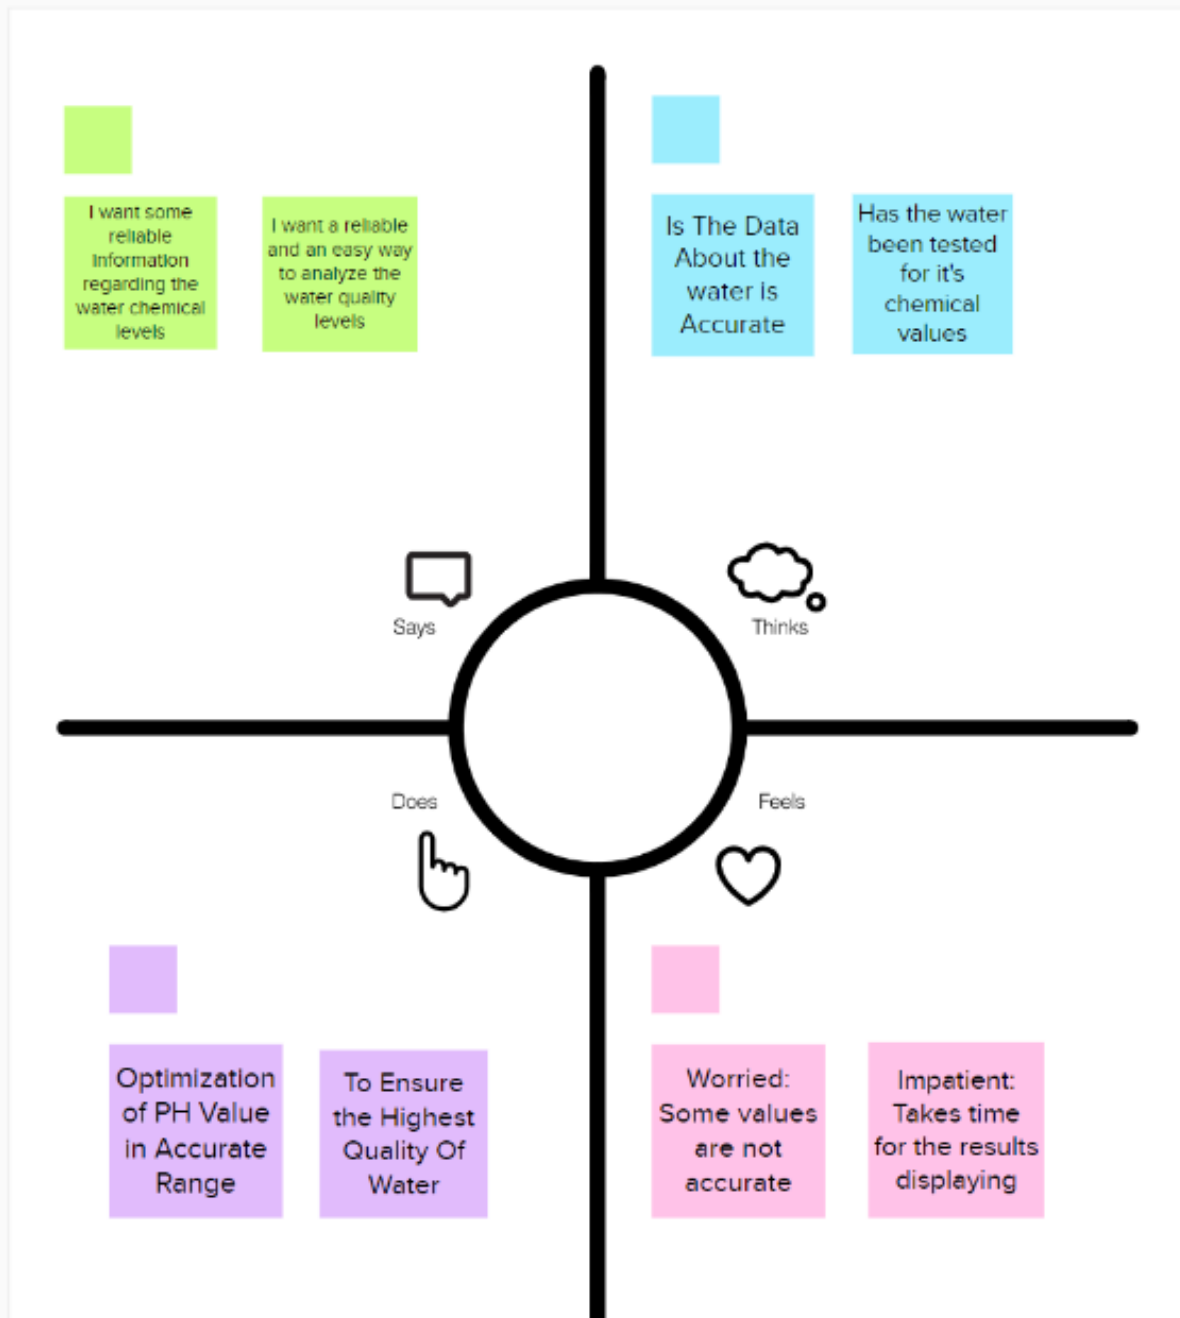 I want some
reliable
information
regarding the
water chemical
levels
I want a reliable
and an easy way
to analyze the
water quality
levels
Is The Data
About the
water is
Accurate
Has the water
been tested
for it's
chemical
values
Says
Thinks
Does
Feels
Optimization
of PH Value
in Accurate
Range
To Ensure
the Highest
Quality Of
Water
Worried:
Some values
are not
accurate
Impatient:
Takes time
for the results
displaying